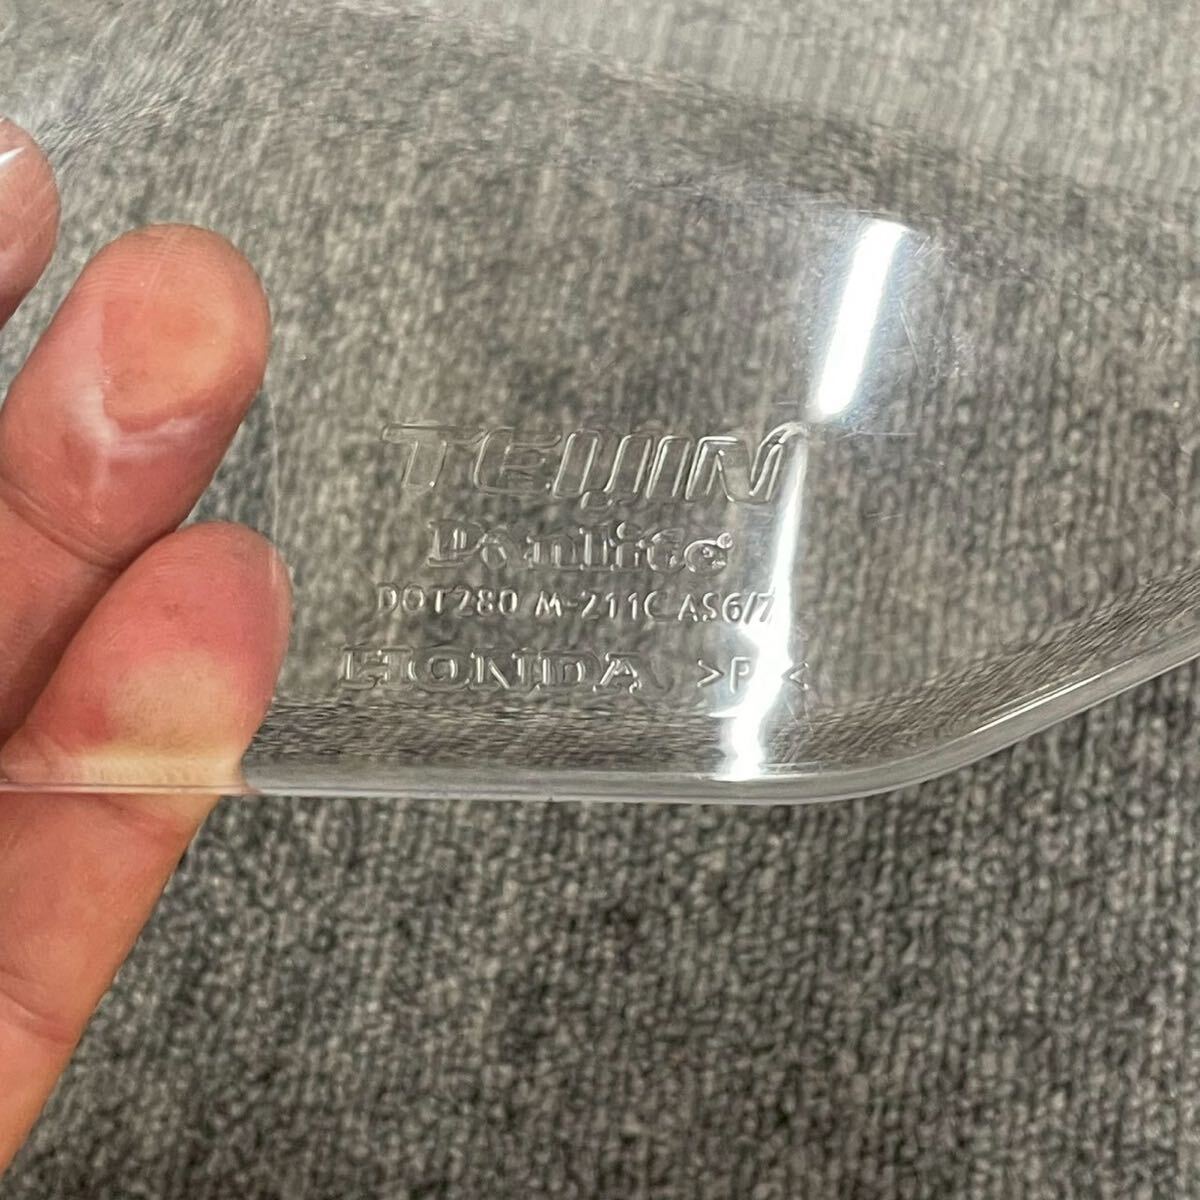 TEIJIN
Panlite®
DOT280 M-211C AS6/7
HONDA